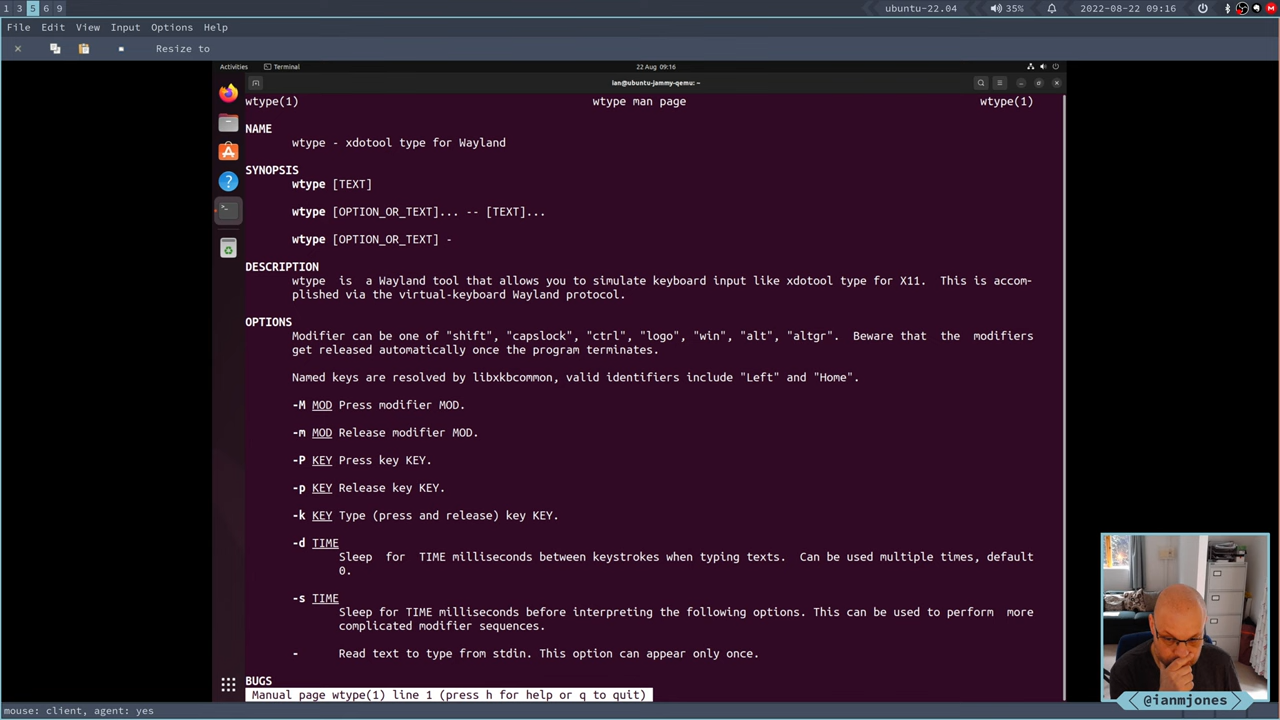 1 3 5 6 9
ubuntu-22.04 35% 2022-08-22 09:16
File Edit View Input Options Help
Resize to
Activities Terminal 22 Aug 09:16
ian@ubuntu-jammy-qemu: ~
wtype(1) wtype man page wtype(1)
NAME
wtype - xdotool type for Wayland
SYNOPSIS
wtype [TEXT]
wtype [OPTION_OR_TEXT]... -- [TEXT]...
wtype [OPTION_OR_TEXT] -
DESCRIPTION
wtype is a Wayland tool that allows you to simulate keyboard input like xdotool type for X11. This is accom-
plished via the virtual-keyboard Wayland protocol.
OPTIONS
Modifier can be one of "shift", "capslock", "ctrl", "logo", "win", "alt", "altgr". Beware that the modifiers
get released automatically once the program terminates.
Named keys are resolved by libxkbcommon, valid identifiers include "Left" and "Home".
-M MOD Press modifier MOD.
-m MOD Release modifier MOD.
-P KEY Press key KEY.
-p KEY Release key KEY.
-k KEY Type (press and release) key KEY.
-d TIME
Sleep for TIME milliseconds between keystrokes when typing texts. Can be used multiple times, default
0.
-s TIME
Sleep for TIME milliseconds before interpreting the following options. This can be used to perform more
complicated modifier sequences.
- Read text to type from stdin. This option can appear only once.
BUGS
Manual page wtype(1) line 1 (press h for help or q to quit)
@ianmjones
mouse: client, agent: yes